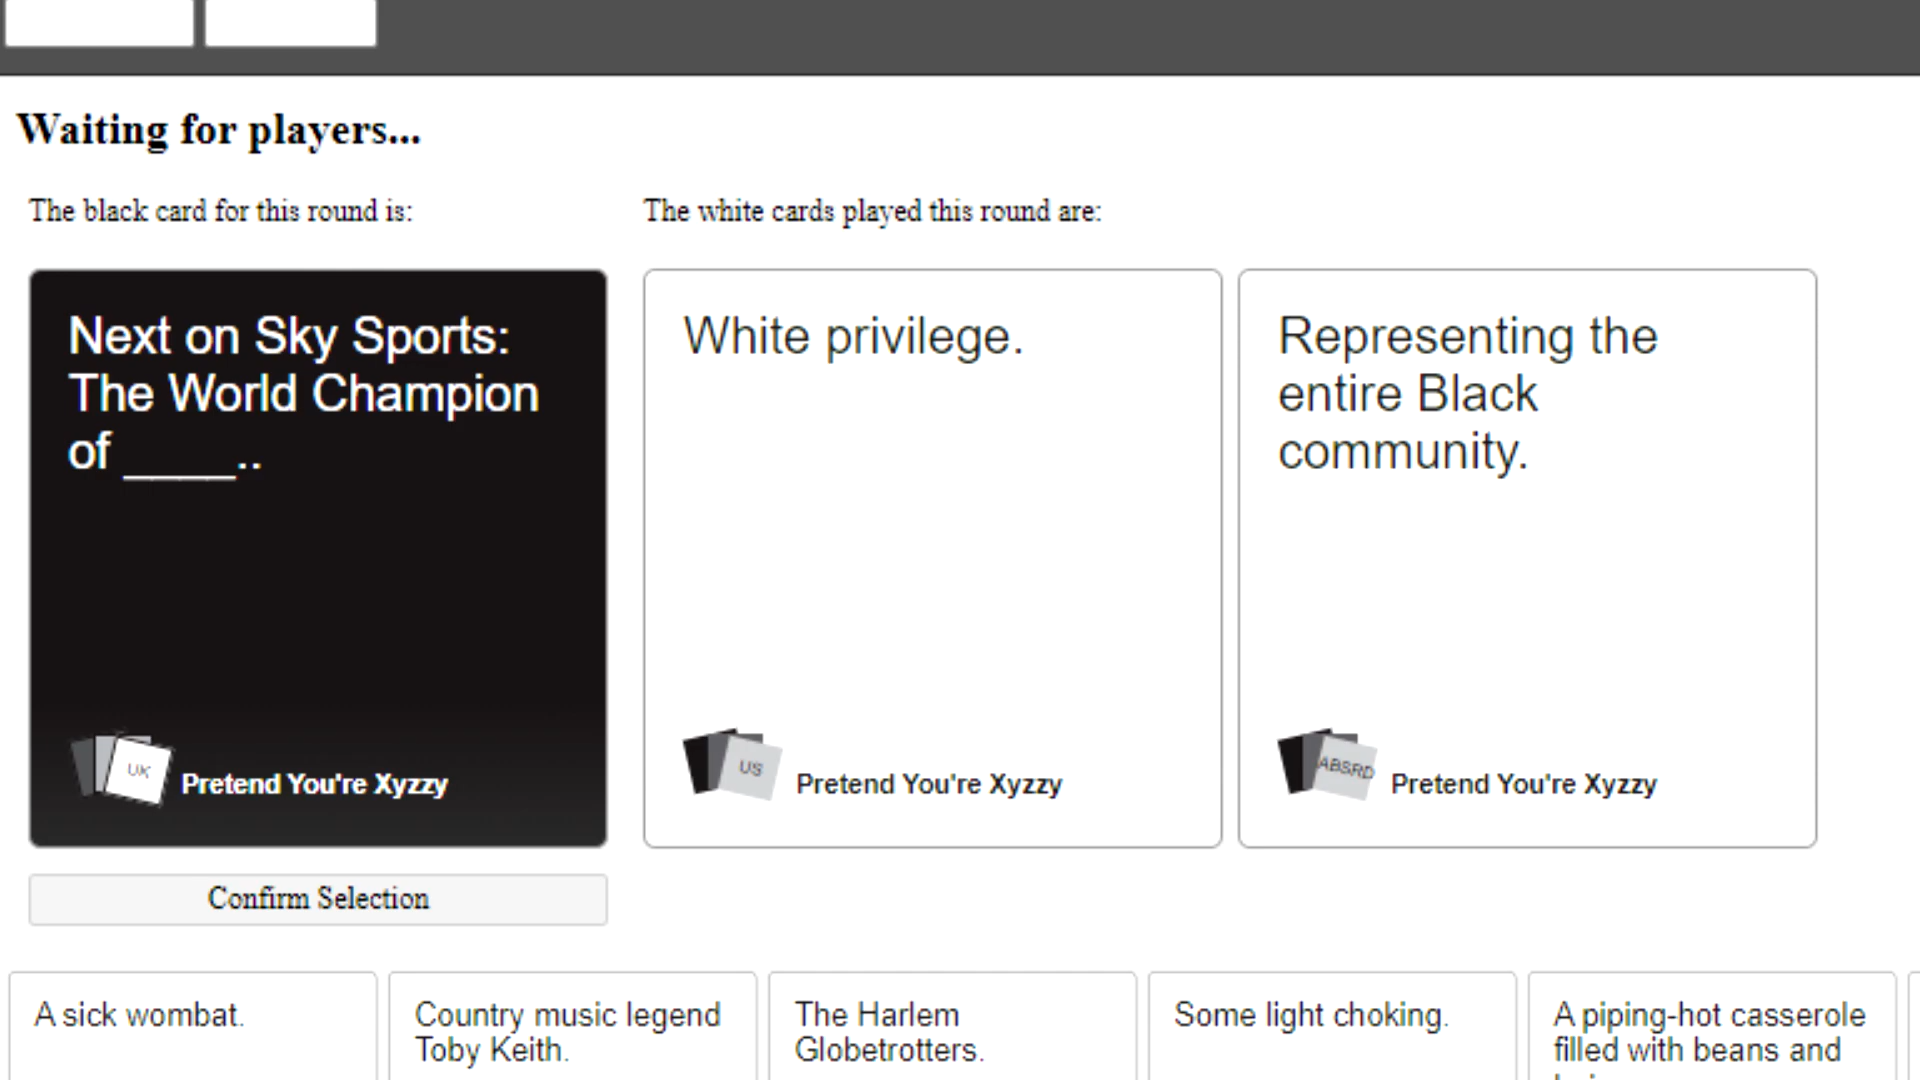 Waiting for players...
The black card for this round is:
The white cards played this round are:
Next on Sky Sports:
The World Champion
of ____..
UK
Pretend You're Xyzzy
White privilege.
US
Pretend You're Xyzzy
Representing the
entire Black
community.
ABSRD
Pretend You're Xyzzy
Confirm Selection
A sick wombat.
Country music legend
Toby Keith.
The Harlem
Globetrotters.
Some light choking.
A piping-hot casserole
filled with beans and